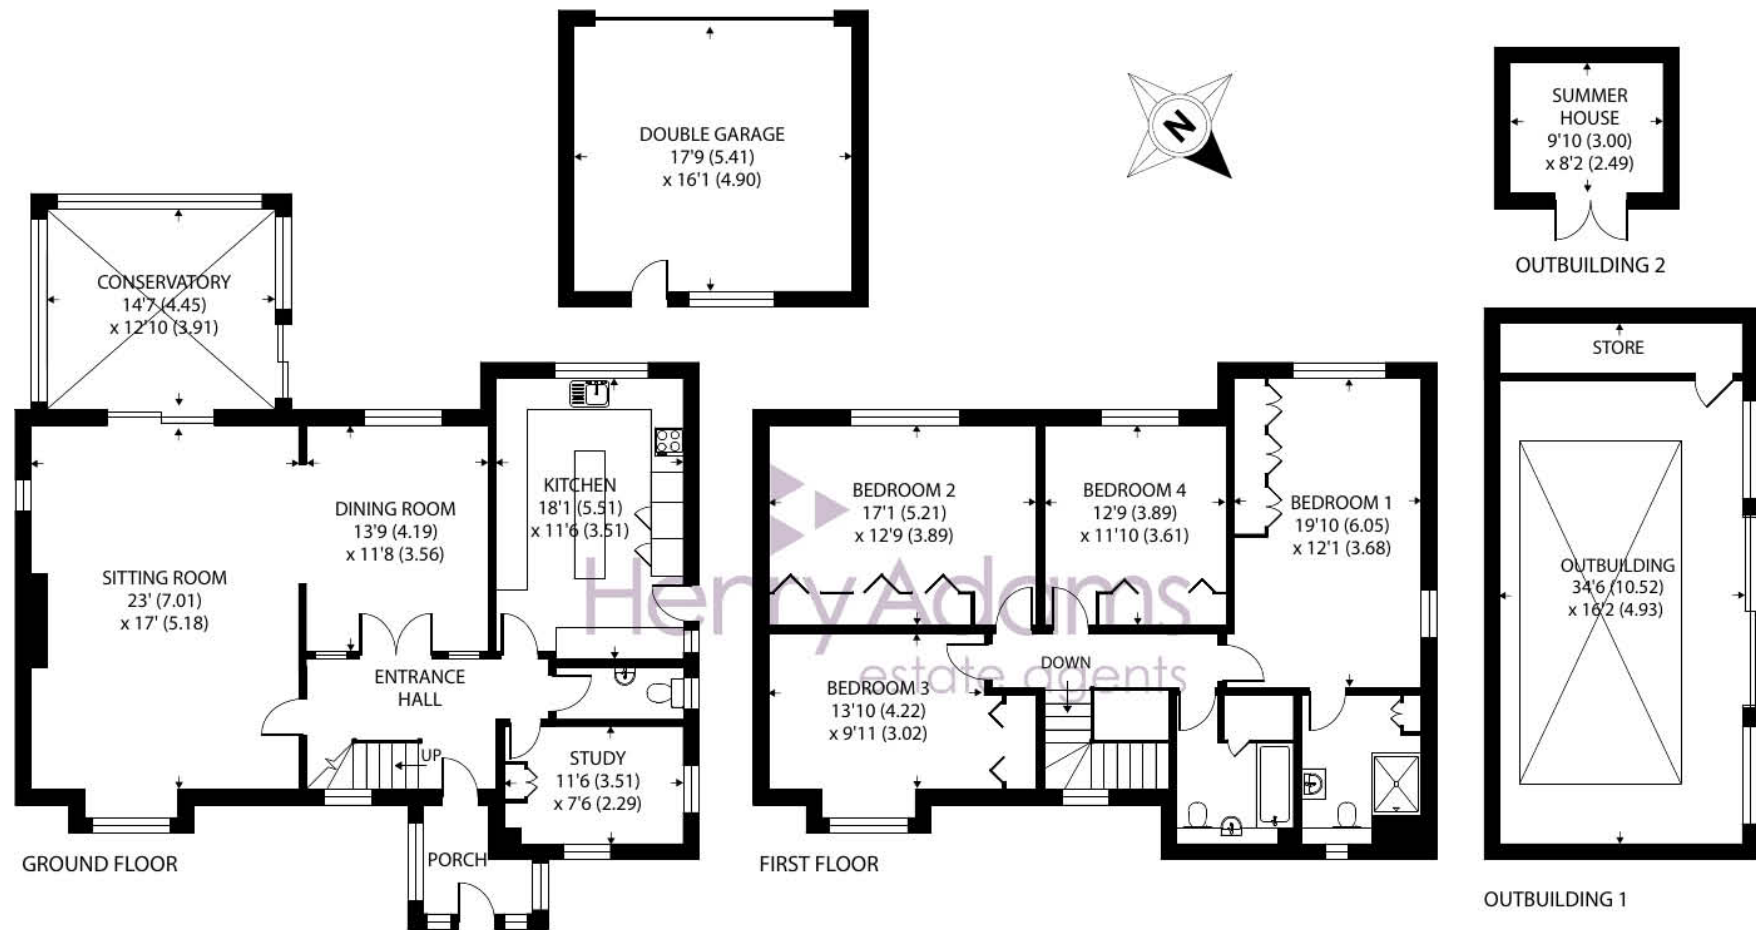 DOUBLE GARAGE
17'9 (5.41)
x 16'1 (4.90)
N
SUMMER
HOUSE
9'10 (3.00)
x 8'2 (2.49)
OUTBUILDING 2
CONSERVATORY
14'7 (4.45)
x 12'10 (3.91)
STORE
OUTBUILDING
34'6 (10.52)
x 16'2 (4.93)
OUTBUILDING 1
SITTING ROOM
23' (7.01)
x 17' (5.18)
DINING ROOM
13'9 (4.19)
x 11'8 (3.56)
KITCHEN
18'1 (5.51)
x 11'6 (3.51)
ENTRANCE
HALL
UP
STUDY
11'6 (3.51)
x 7'6 (2.29)
PORCH
GROUND FLOOR
BEDROOM 2
17'1 (5.21)
x 12'9 (3.89)
BEDROOM 4
12'9 (3.89)
x 11'10 (3.61)
BEDROOM 1
19'10 (6.05)
x 12'1 (3.68)
DOWN
BEDROOM 3
13'10 (4.22)
x 9'11 (3.02)
FIRST FLOOR
Henry Adams
estate agents